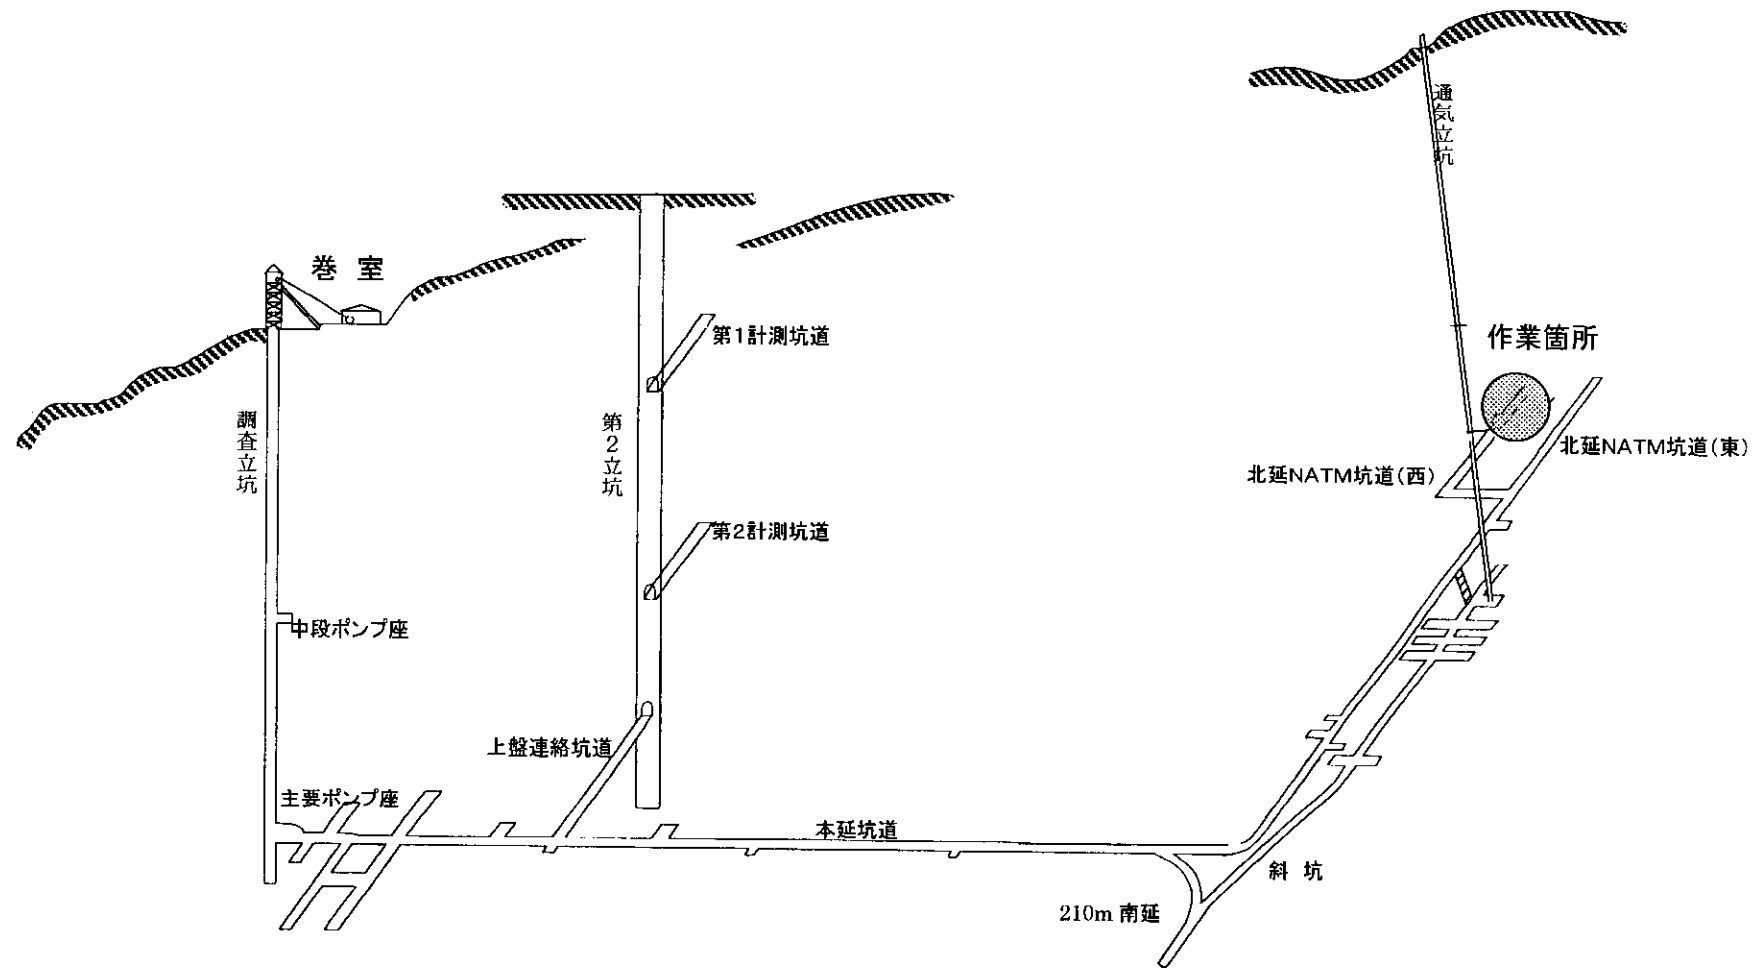 通気立坑
巻室
作業箇所
第1計測坑道
調査立坑
第2立坑
北延NATM坑道(東)
北延NATM坑道(西)
第2計測坑道
中段ポンプ座
上盤連絡坑道
主要ポンプ座
本延坑道
斜坑
210m 南延